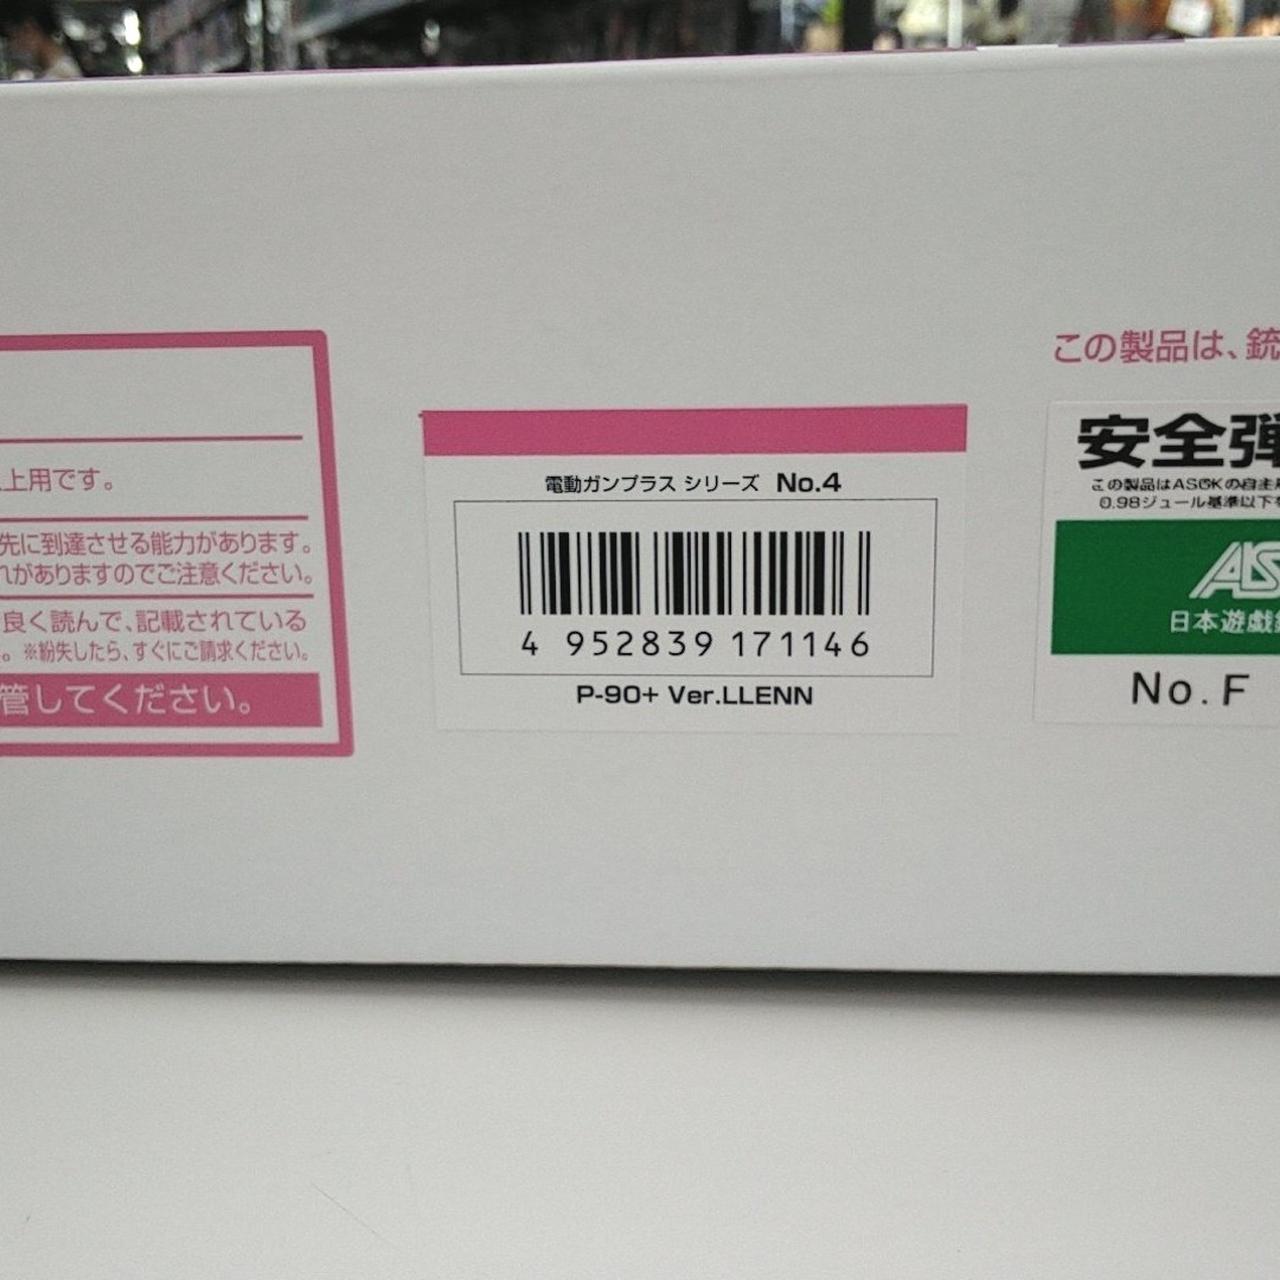 上用です。
先に到達させる能力があります。
れがありますのでご注意ください。
良く読んで、記載されている
。※紛失したら、すぐにご請求ください。
管してください。
電動ガンプラス シリーズ No.4
4 952839 171146
P-90+ Ver.LLENN
この製品は、銃
安全弾
この製品はASGKの自主
0.98ジュール基準以下
日本遊戯
No.F